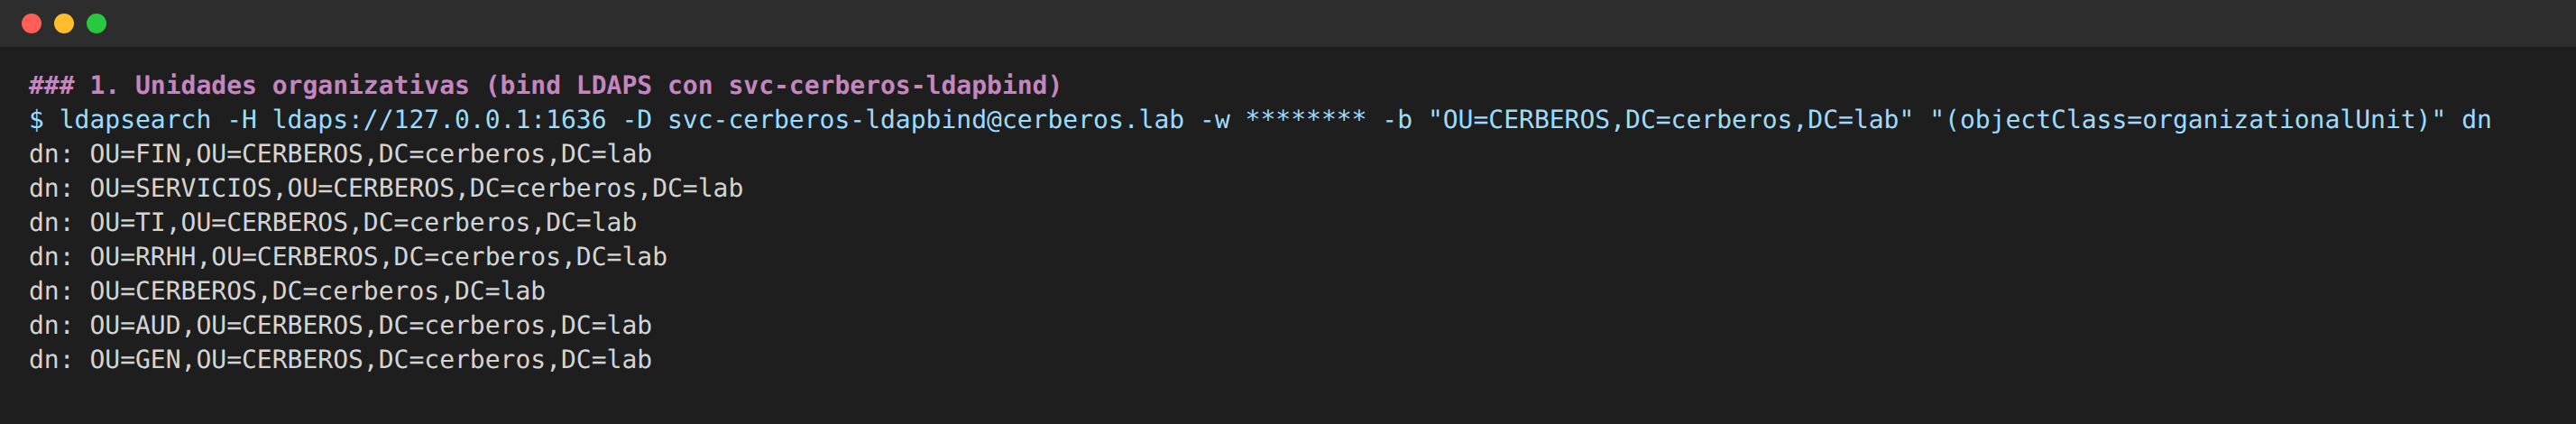 ### 1. Unidades organizativas (bind LDAPS con svc-cerberos-ldapbind)
$ ldapsearch -H ldaps://127.0.0.1:1636 -D svc-cerberos-ldapbind@cerberos.lab -w ******** -b "OU=CERBEROS,DC=cerberos,DC=lab" "(objectClass=organizationalUnit)" dn
dn: OU=FIN,OU=CERBEROS,DC=cerberos,DC=lab
dn: OU=SERVICIOS,OU=CERBEROS,DC=cerberos,DC=lab
dn: OU=TI,OU=CERBEROS,DC=cerberos,DC=lab
dn: OU=RRHH,OU=CERBEROS,DC=cerberos,DC=lab
dn: OU=CERBEROS,DC=cerberos,DC=lab
dn: OU=AUD,OU=CERBEROS,DC=cerberos,DC=lab
dn: OU=GEN,OU=CERBEROS,DC=cerberos,DC=lab